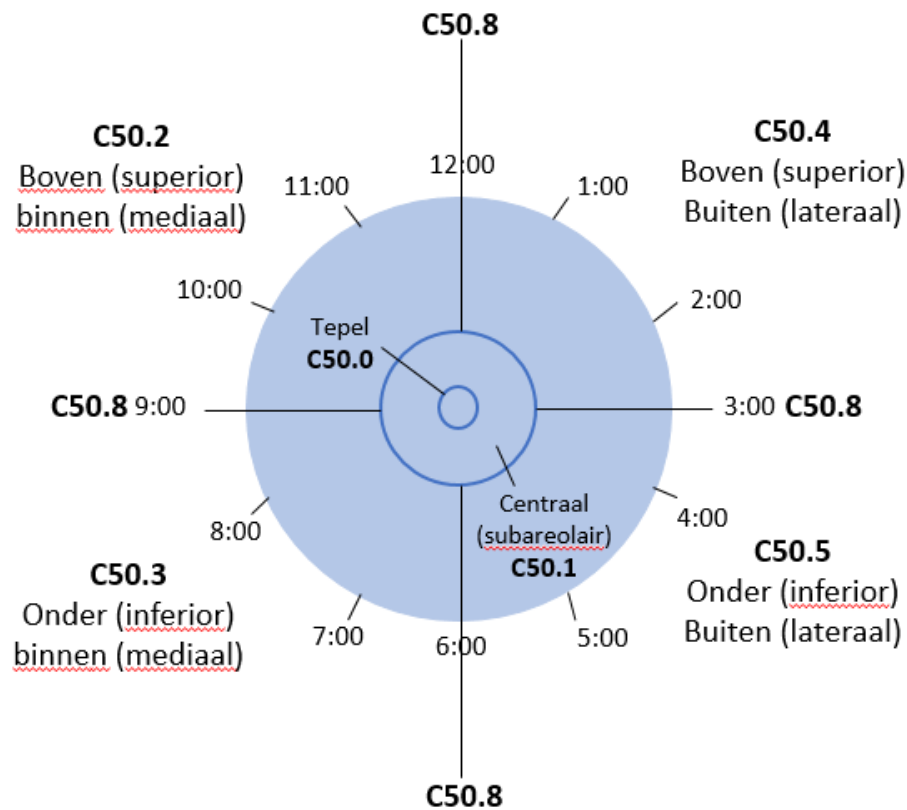 C50.8
C50.2
Boven (superior)
binnen (mediaal)
C50.4
Boven (superior)
Buiten (lateraal)
12:00
11:00
1:00
10:00
2:00
Tepel
C50.0
C50.8 9:00
3:00 C50.8
Centraal
(subareolair)
C50.1
8:00
4:00
C50.3
Onder (inferior)
binnen (mediaal)
C50.5
Onder (inferior)
Buiten (lateraal)
7:00
6:00
5:00
C50.8